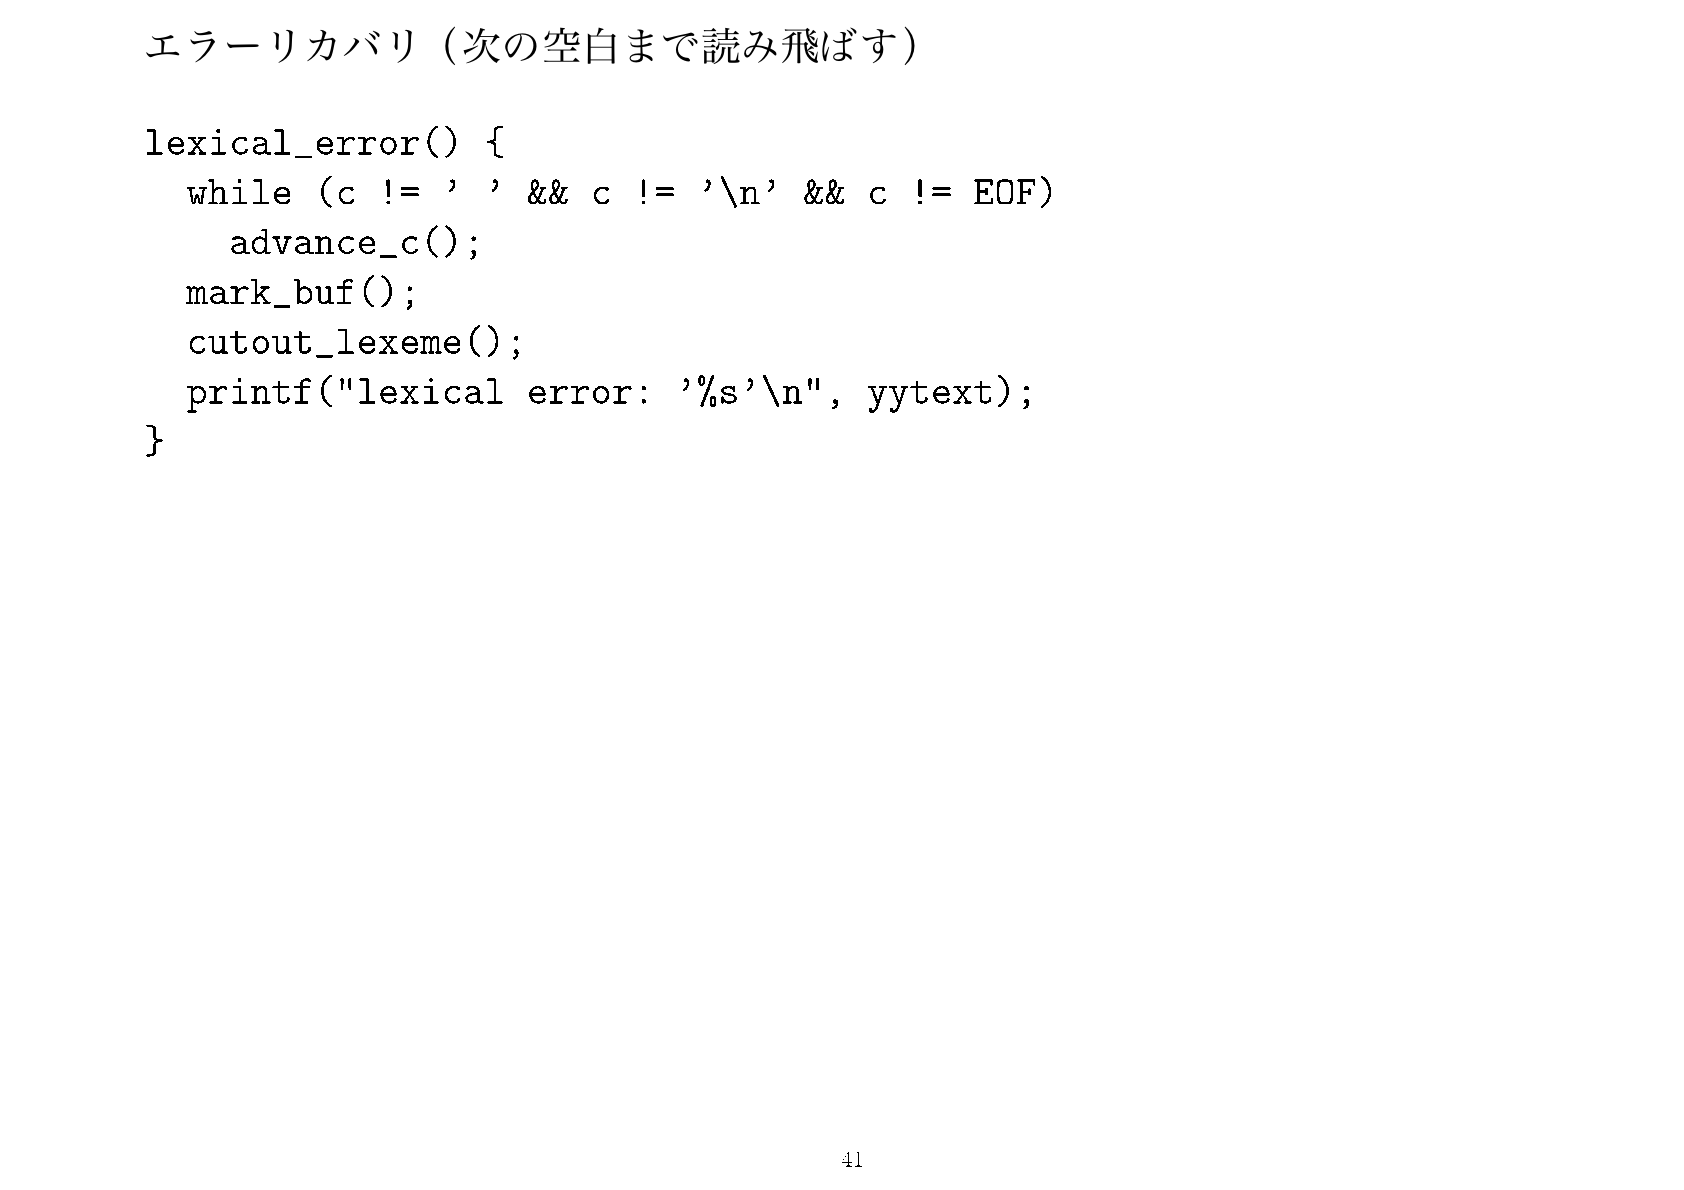 エラーリカバリ（次の空白まで読み飛ばす）
lexical_error() {
  while (c != ’ ’ && c != ’\n’ && c != EOF)
    advance_c();
  mark_buf();
  cutout_lexeme();
  printf("lexical error: ’%s’\n", yytext);
}
41